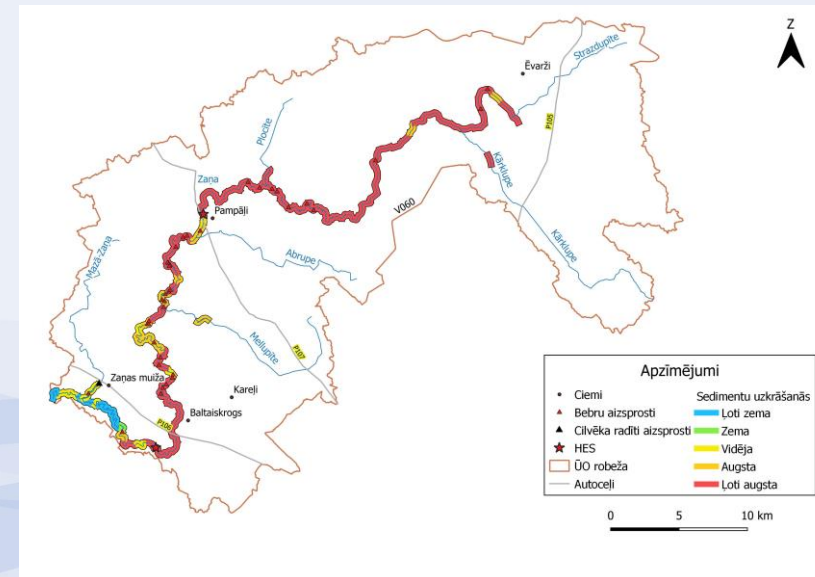 Z
Ēvarži
Strazdupīte
P105
Plocīte
Kārklupe
Zaņa
V060
Pampāļi
Kārklupe
Abrupe
Mazā-Zaņa
Mellupīte
P107
Zaņas muiža
Kareļi
Baltaiskrogs
P106
Apzīmējumi
Ciemi
Bebru aizsprosti
Cilvēka radīti aizsprosti
HES
ŪO robeža
Autoceļi
Sedimentu uzkrāšanās
Ļoti zema
Zema
Vidēja
Augsta
Ļoti augsta
0 5 10 km